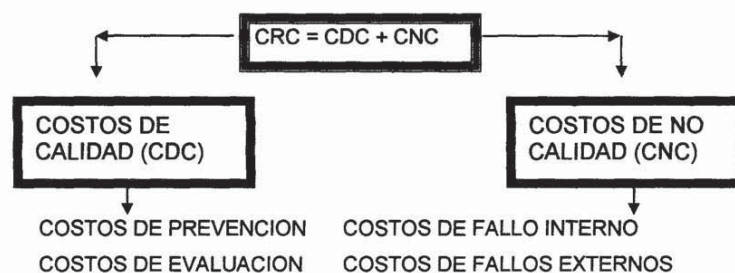 CRC = CDC + CNC
COSTOS DE
CALIDAD (CDC)
COSTOS DE NO
CALIDAD (CNC)
COSTOS DE PREVENCION
COSTOS DE EVALUACION
COSTOS DE FALLO INTERNO
COSTOS DE FALLOS EXTERNOS